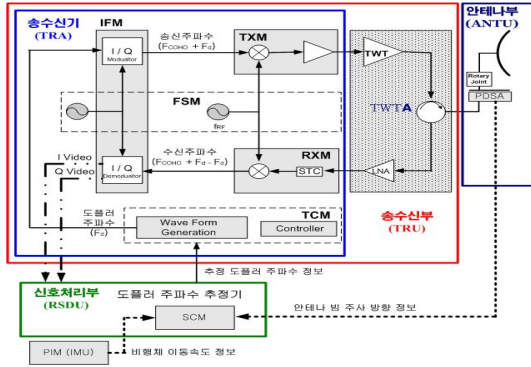 송수신기
(TRA)
IFM
I / Q
Moduator
송신주파수
(FCOHO + Fd)
TXM
TWT
안테나부
(ANTU)
Rotary
Joint
PDSA
FSM
fRF
TWTA
I Video
Q Video
I / Q
Demoduator
수신주파수
(FCOHO + Fd - Fd)
RXM
STC
LNA
도플러
주파수
(Fd)
TCM
Wave Form
Generation
Controller
송수신부
(TRU)
추정 도플러 주파수 정보
신호처리부
(RSDU)
도플러 주파수 추정기
SCM
안테나 빔 주사 방향 정보
PIM (IMU)
비행체 이동속도 정보